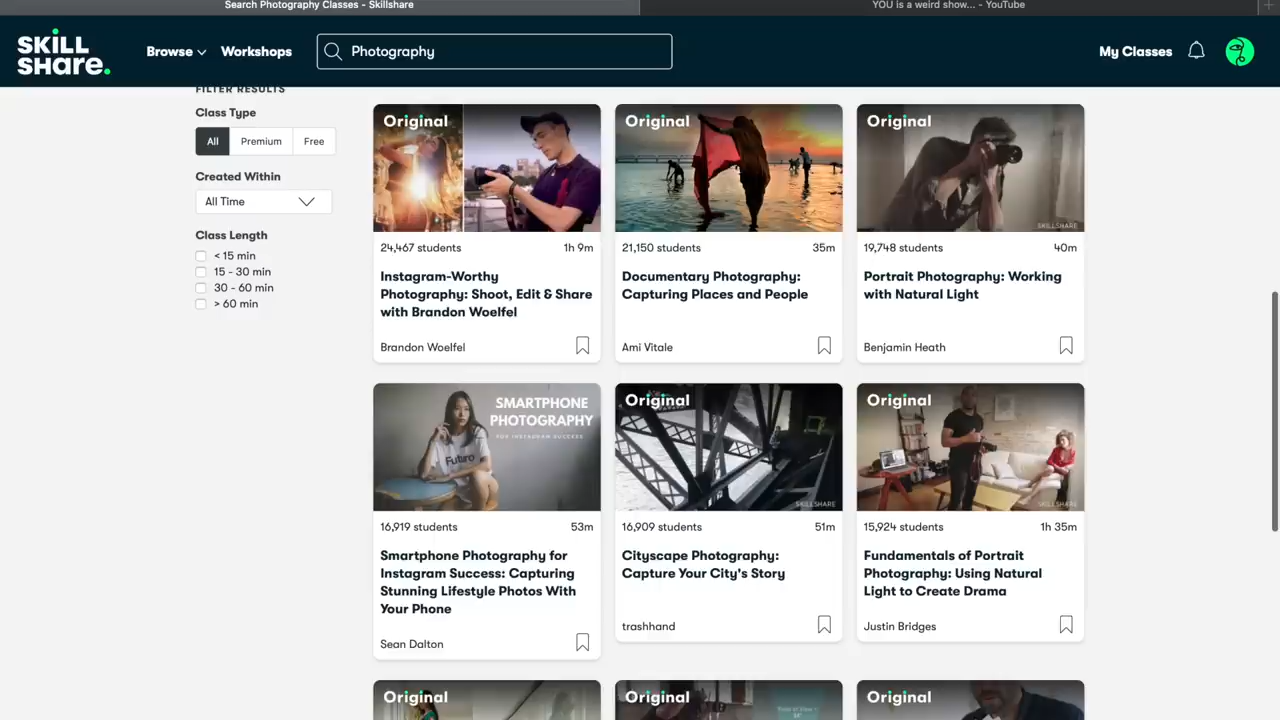 Search Photography Classes - Skillshare
YOU is a weird show... - YouTube
SKILL
SHARE.
Browse
Workshops
Photography
My Classes
FILTER RESULTS
Class Type
All
Premium
Free
Created Within
All Time
Class Length
< 15 min
15 - 30 min
30 - 60 min
> 60 min
Original
24,467 students
1h 9m
Instagram-Worthy
Photography: Shoot, Edit & Share
with Brandon Woelfel
Brandon Woelfel
Original
21,150 students
35m
Documentary Photography:
Capturing Places and People
Ami Vitale
Original
SKILLSHARE
19,748 students
40m
Portrait Photography: Working
with Natural Light
Benjamin Heath
SMARTPHONE
PHOTOGRAPHY
FOR INSTAGRAM SUCCESS
Futuro
16,919 students
53m
Smartphone Photography for
Instagram Success: Capturing
Stunning Lifestyle Photos With
Your Phone
Sean Dalton
Original
SKILLSHARE
16,909 students
51m
Cityscape Photography:
Capture Your City's Story
trashhand
Original
SKILLSHARE
15,924 students
1h 35m
Fundamentals of Portrait
Photography: Using Natural
Light to Create Drama
Justin Bridges
Original
Original
Original